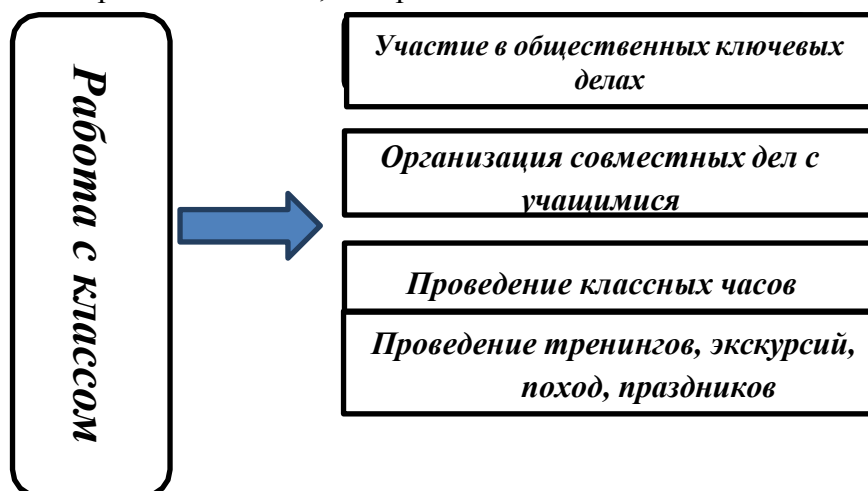 Работа с классом
Участие в общественных ключевых
делах
Организация совместных дел с
учащимися
Проведение классных часов
Проведение тренингов, экскурсий,
поход, праздников